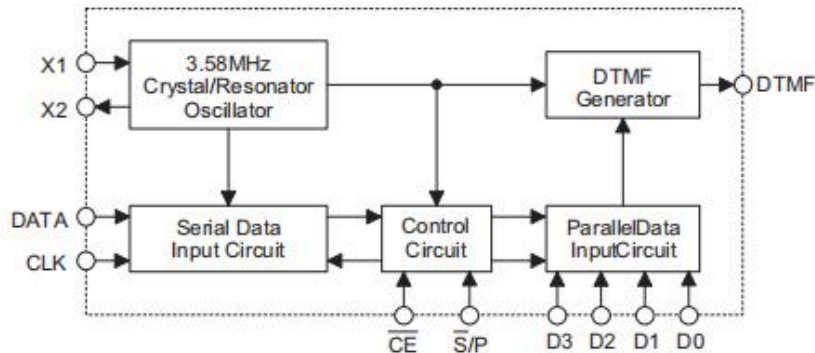 X1
X2
3.58MHz
Crystal/Resonator
Oscillator
DTMF
Generator
DTMF
DATA
CLK
Serial Data
Input Circuit
Control
Circuit
ParallelData
InputCircuit
C̅E̅
S̅/P
D3
D2
D1
D0